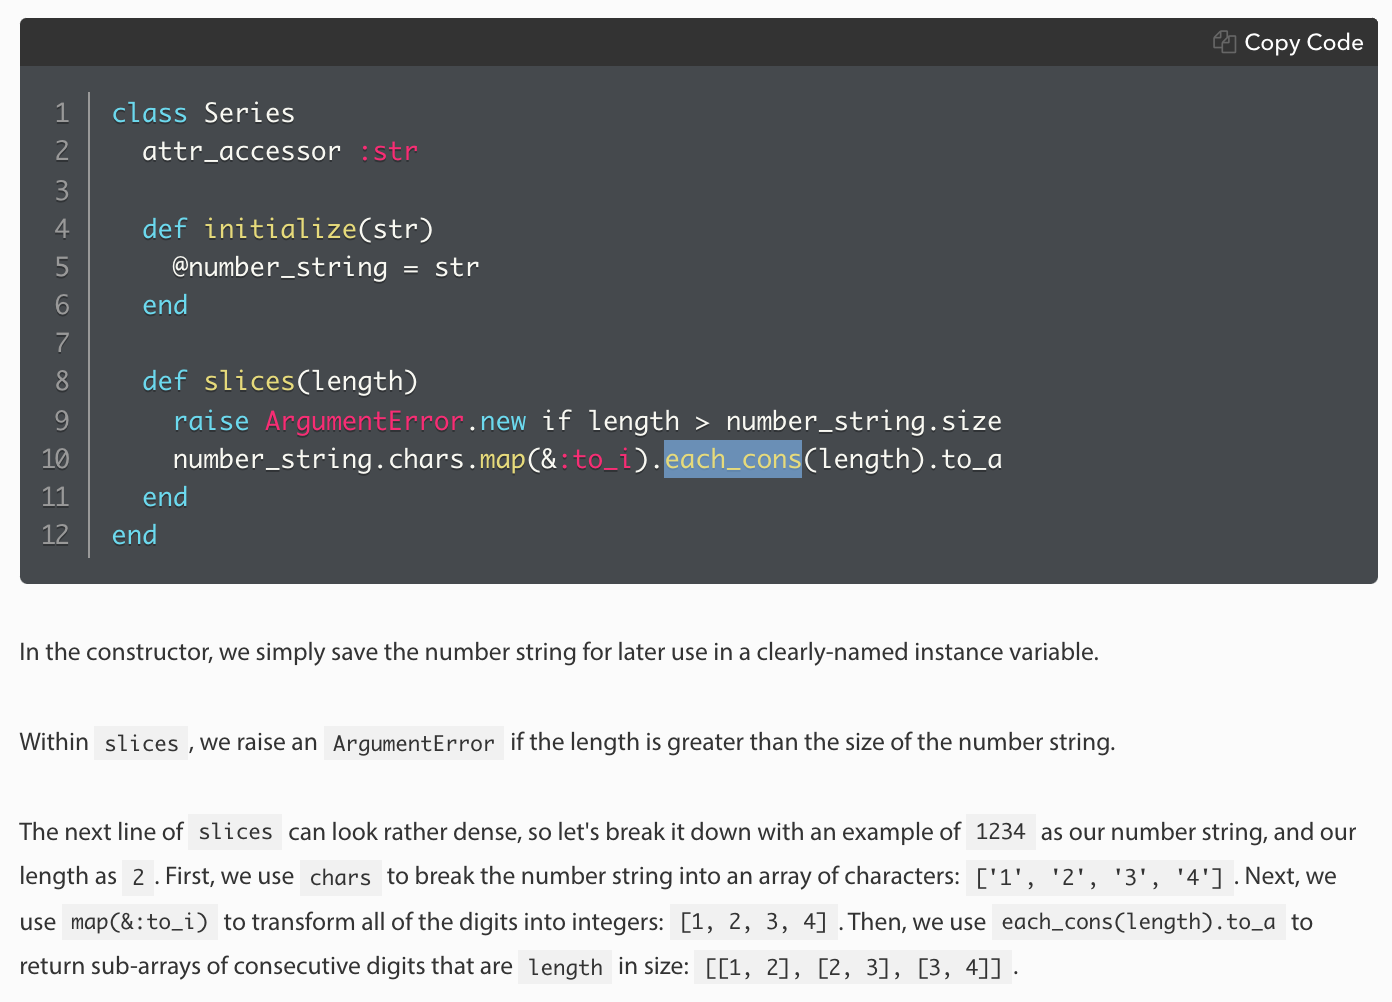 Copy Code
1 class Series
2   attr_accessor :str
3
4   def initialize(str)
5     @number_string = str
6   end
7
8   def slices(length)
9     raise ArgumentError.new if length > number_string.size
10     number_string.chars.map(&:to_i).each_cons(length).to_a
11   end
12 end
In the constructor, we simply save the number string for later use in a clearly-named instance variable.
Within slices, we raise an ArgumentError if the length is greater than the size of the number string.
The next line of slices can look rather dense, so let's break it down with an example of 1234 as our number string, and our
length as 2. First, we use chars to break the number string into an array of characters: ['1', '2', '3', '4']. Next, we
use map(&:to_i) to transform all of the digits into integers: [1, 2, 3, 4]. Then, we use each_cons(length).to_a to
return sub-arrays of consecutive digits that are length in size: [[1, 2], [2, 3], [3, 4]].